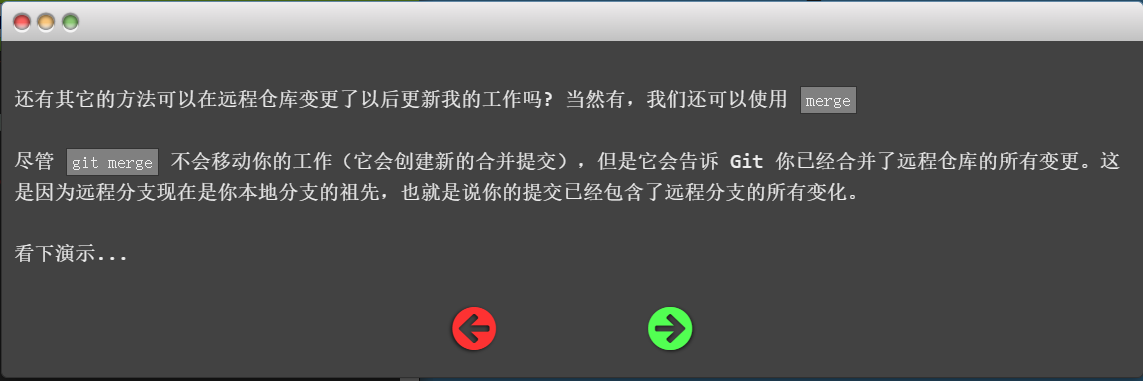 还有其它的方法可以在远程仓库变更了以后更新我的工作吗? 当然有，我们还可以使用 merge
尽管 git merge 不会移动你的工作（它会创建新的合并提交），但是它会告诉 Git 你已经合并了远程仓库的所有变更。这
是因为远程分支现在是你本地分支的祖先，也就是说你的提交已经包含了远程分支的所有变化。
看下演示...